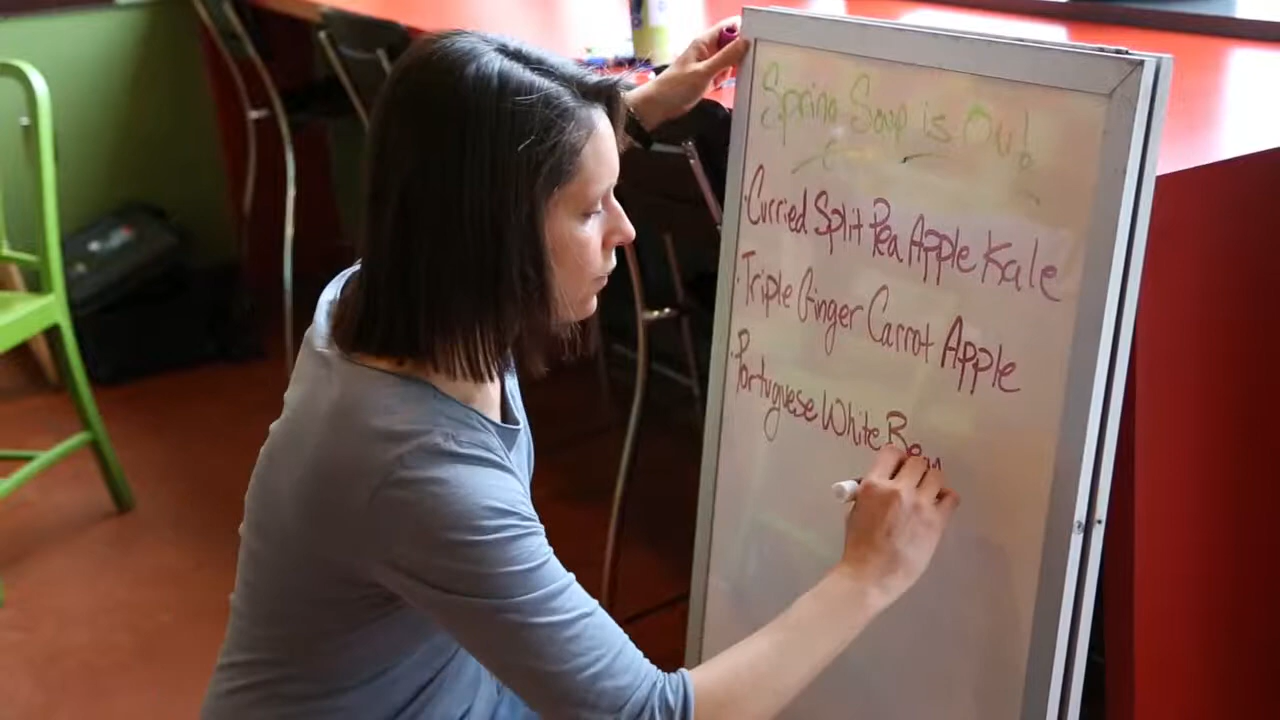 Spring Soup is Out!
·Curried Split Pea Apple Kale
·Triple Ginger Carrot Apple
·Portuguese White Bean